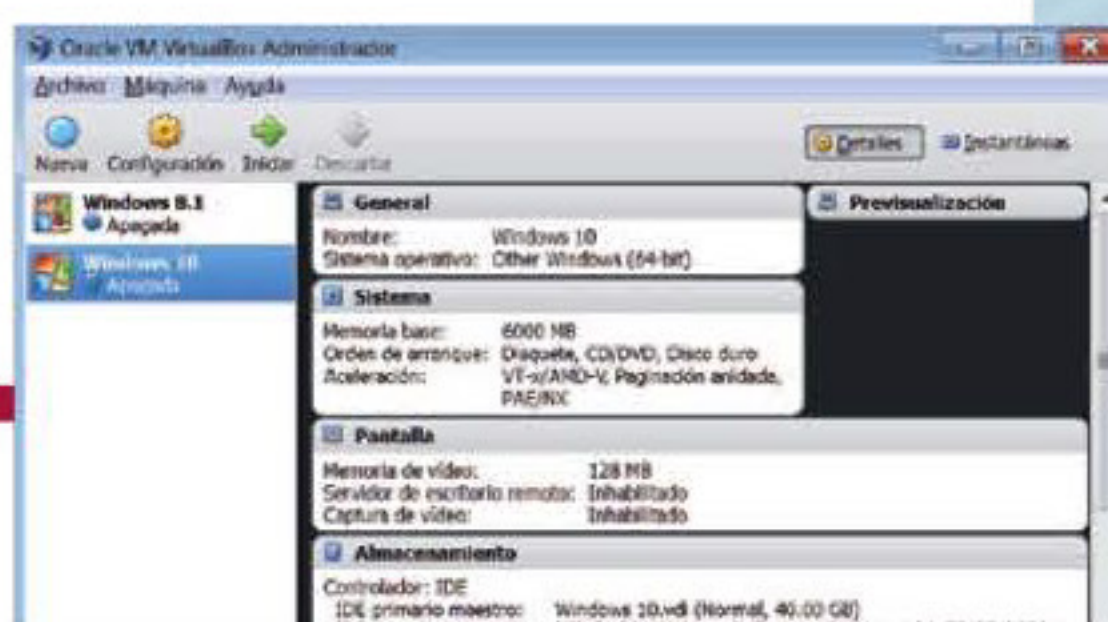 Oracle VM VirtualBox Administrador
Archivo Máquina Ayuda
Nueva Configuración Iniciar Descartar
Detalles Instantáneas
Windows 8.1
Apagada
Windows 10
Apagada
General
Nombre: Windows 10
Sistema operativo: Other Windows (64-bit)
Previsualización
Sistema
Memoria base: 6000 MB
Orden de arranque: Disquete, CD/DVD, Disco duro
Aceleración: VT-x/AMD-V, Paginación anidada,
PAE/NX
Pantalla
Memoria de vídeo: 128 MB
Servidor de escritorio remoto: Inhabilitado
Captura de vídeo: Inhabilitado
Almacenamiento
Controlador: IDE
IDE primario maestro: Windows 10.vdi (Normal, 40.00 GB)